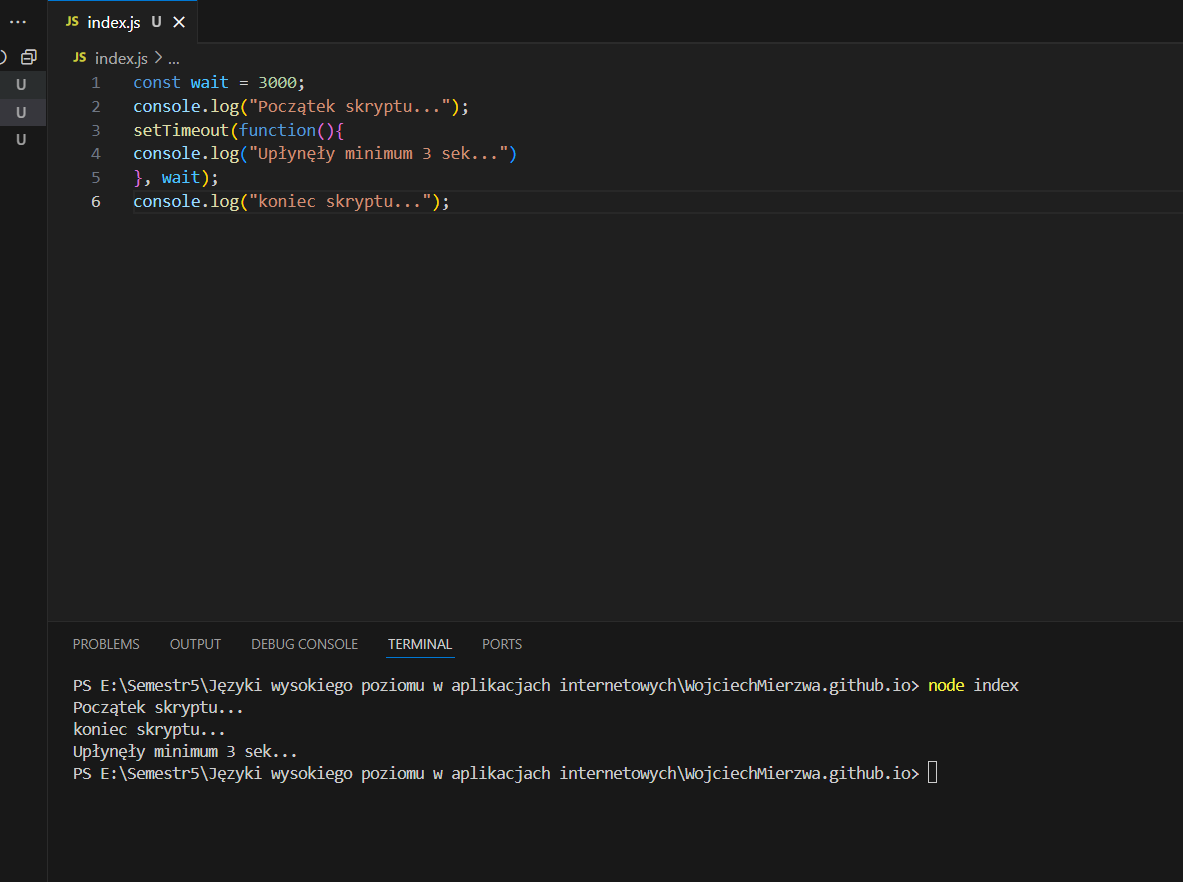 ...
JS index.js U
JS index.js > ...
U
U
U
1 const wait = 3000;
2 console.log("Początek skryptu...");
3 setTimeout(function(){
4 console.log("Upłynęły minimum 3 sek...")
5 }, wait);
6 console.log("koniec skryptu...");
PROBLEMS OUTPUT DEBUG CONSOLE TERMINAL PORTS
PS E:\Semestr5\Języki wysokiego poziomu w aplikacjach internetowych\WojciechMierzwa.github.io> node index
Początek skryptu...
koniec skryptu...
Upłynęły minimum 3 sek...
PS E:\Semestr5\Języki wysokiego poziomu w aplikacjach internetowych\WojciechMierzwa.github.io>